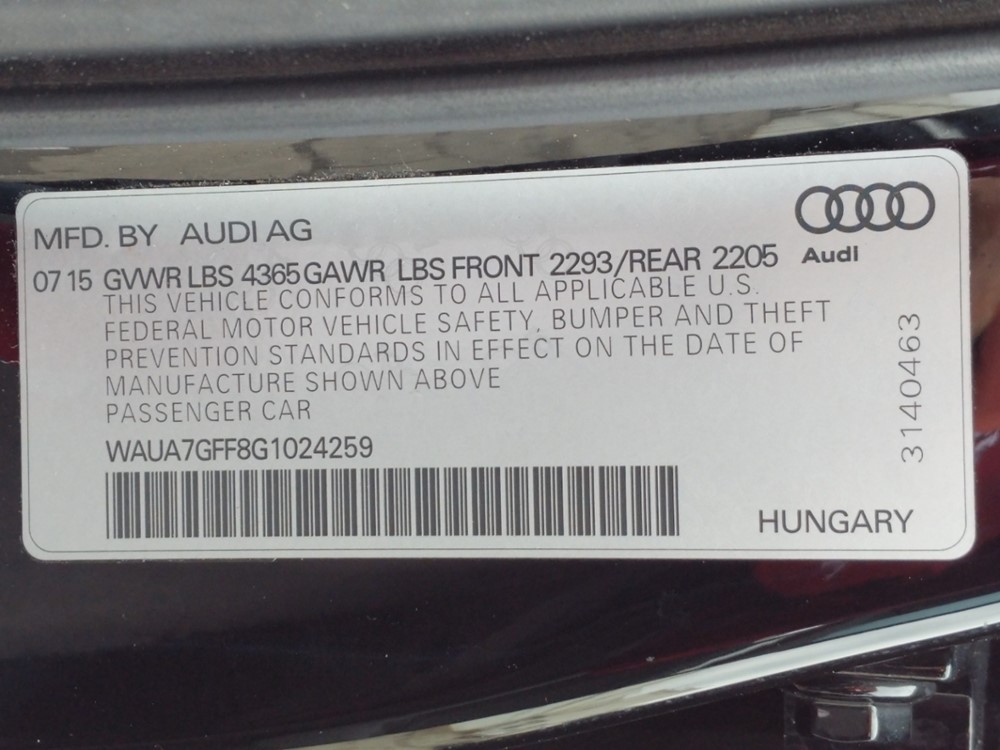 MFD. BY AUDI AG
Audi
07 15 GVWR LBS 4365 GAWR LBS FRONT 2293/REAR 2205
THIS VEHICLE CONFORMS TO ALL APPLICABLE U.S.
FEDERAL MOTOR VEHICLE SAFETY, BUMPER AND THEFT
PREVENTION STANDARDS IN EFFECT ON THE DATE OF
MANUFACTURE SHOWN ABOVE
PASSENGER CAR
WAUA7GFF8G1024259
HUNGARY
3140463